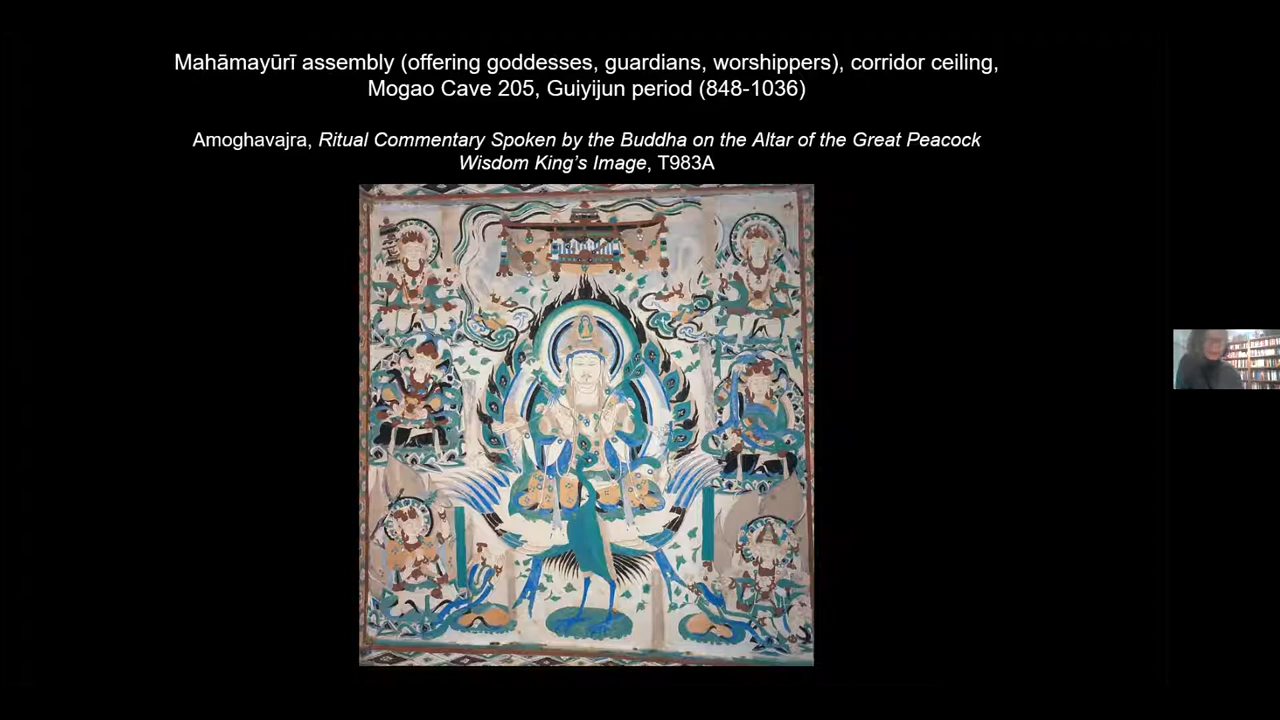 Mahāmayūrī assembly (offering goddesses, guardians, worshippers), corridor ceiling,
Mogao Cave 205, Guiyijun period (848-1036)
Amoghavajra, Ritual Commentary Spoken by the Buddha on the Altar of the Great Peacock
Wisdom King's Image, T983A